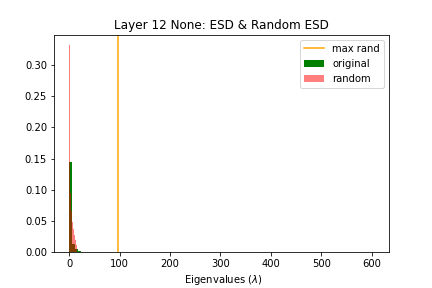 Layer 12 None: ESD & Random ESD
max rand
original
random
0.30
0.25
0.20
0.15
0.10
0.05
0.00
0 100 200 300 400 500 600
Eigenvalues (λ)